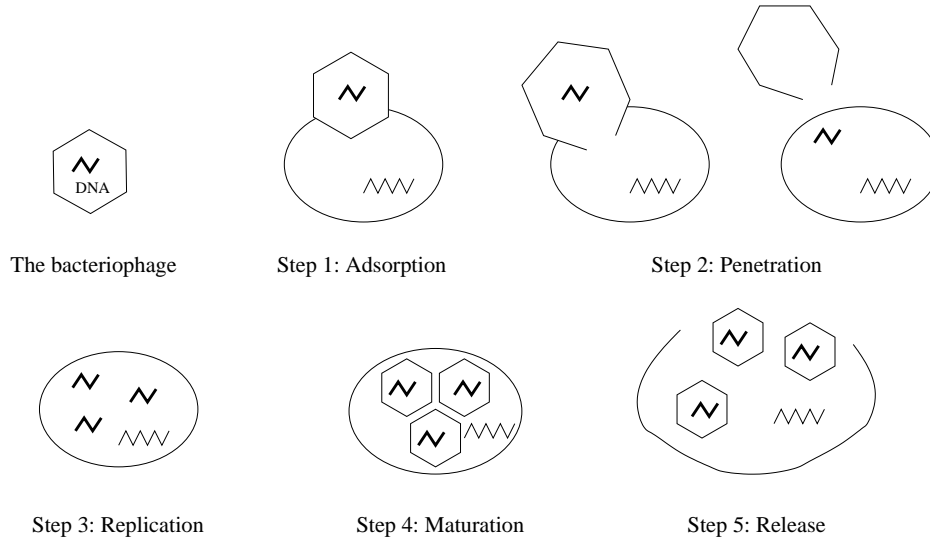 DNA
The bacteriophage
Step 1: Adsorption
Step 2: Penetration
Step 3: Replication
Step 4: Maturation
Step 5: Release